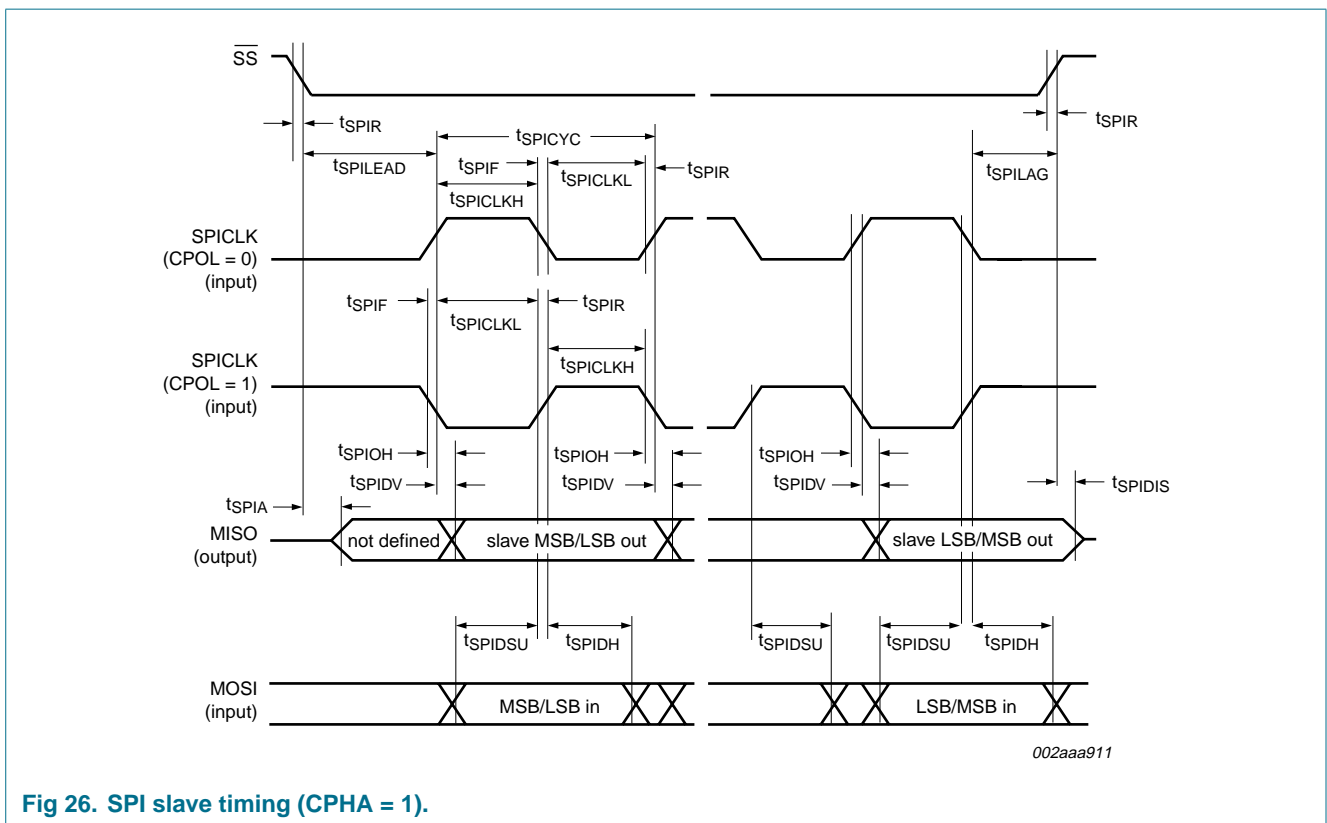 SS
tSPIR
tSPICYC
tSPIR
tSPILEAD
tSPIF
tSPICLKL
tSPIR
tSPILAG
tSPICLKH
SPICLK
(CPOL = 0)
(input)
tSPIF
tSPICLKL
tSPIR
SPICLK
(CPOL = 1)
(input)
tSPICLKH
tSPIOH
tSPIOH
tSPIOH
tSPIDV
tSPIDV
tSPIDV
tSPIDIS
tSPIA
MISO
(output)
not defined
slave MSB/LSB out
slave LSB/MSB out
tSPIDSU
tSPIDH
tSPIDSU
tSPIDSU
tSPIDH
MOSI
(input)
MSB/LSB in
LSB/MSB in
002aaa911
Fig 26. SPI slave timing (CPHA = 1).